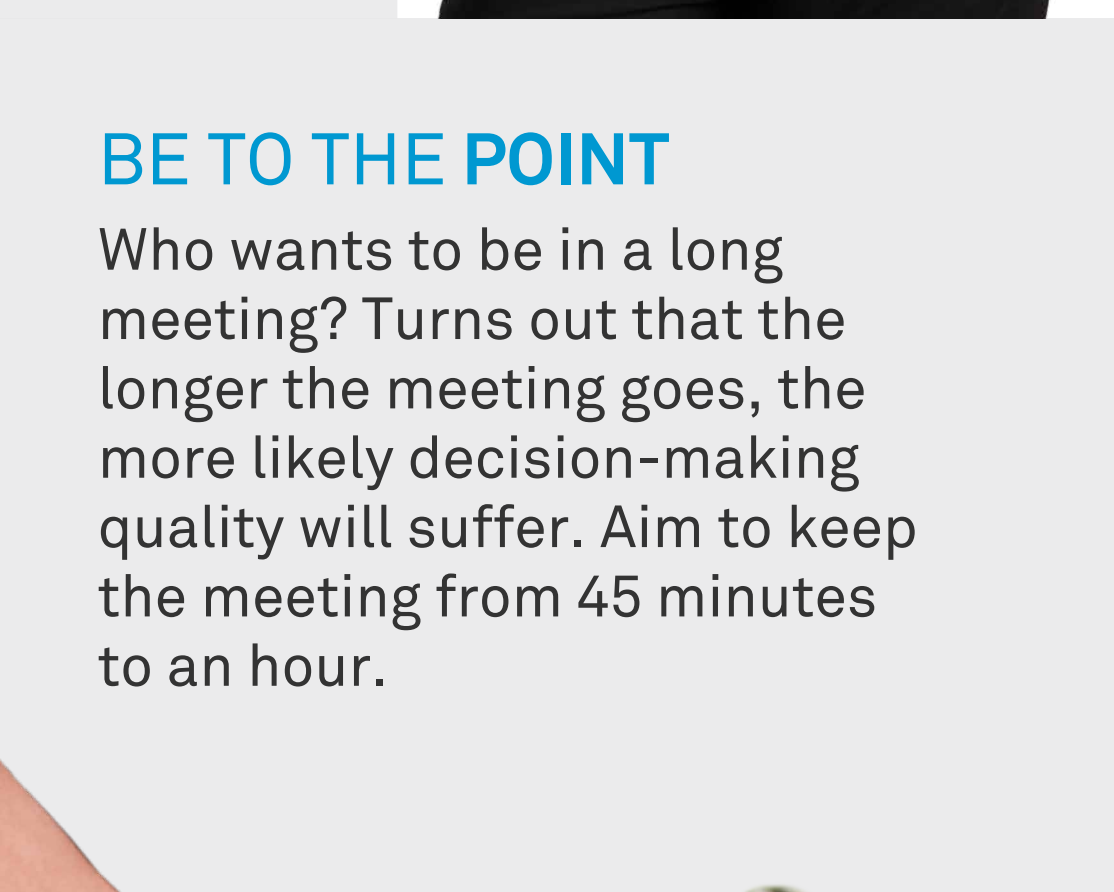 BE TO THE POINT
Who wants to be in a long
meeting? Turns out that the
longer the meeting goes, the
more likely decision-making
quality will suffer. Aim to keep
the meeting from 45 minutes
to an hour.